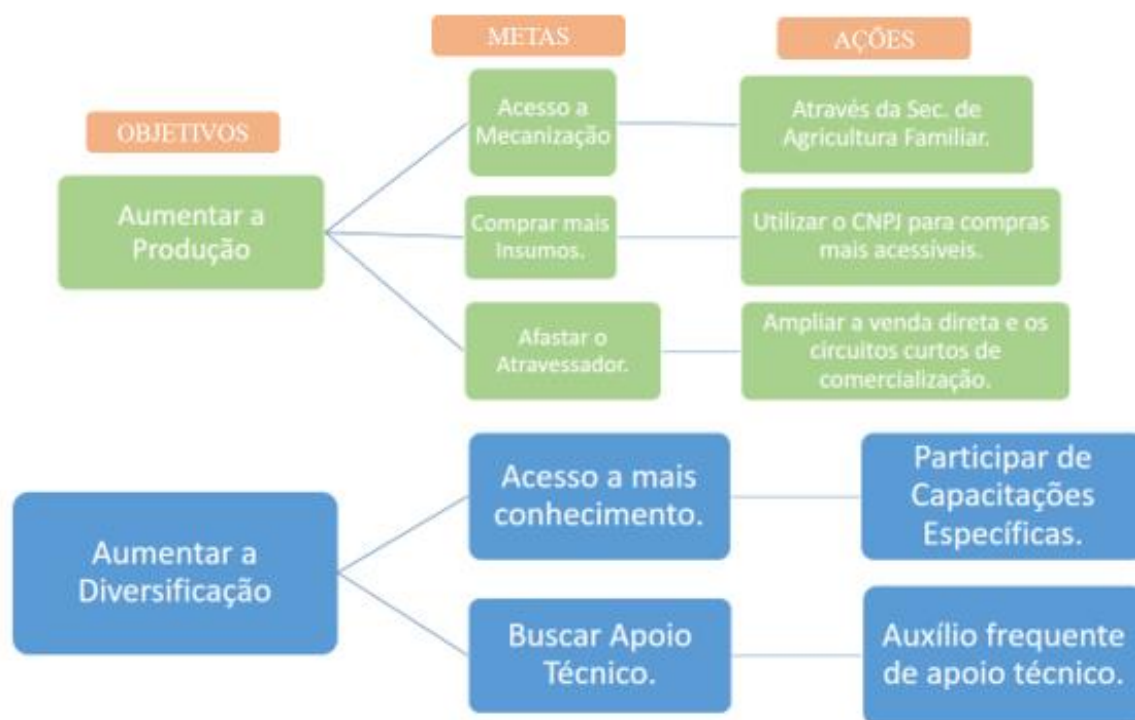 METAS
AÇÕES
OBJETIVOS
Aumentar a
Produção
Acesso a
Mecanização
Através da Sec. de
Agricultura Familiar.
Comprar mais
Insumos.
Utilizar o CNPJ para compras
mais acessíveis.
Afastar o
Atravessador.
Ampliar a venda direta e os
circuitos curtos de
comercialização.
Aumentar a
Diversificação
Acesso a mais
conhecimento.
Participar de
Capacitações
Específicas.
Buscar Apoio
Técnico.
Auxílio frequente
de apoio técnico.